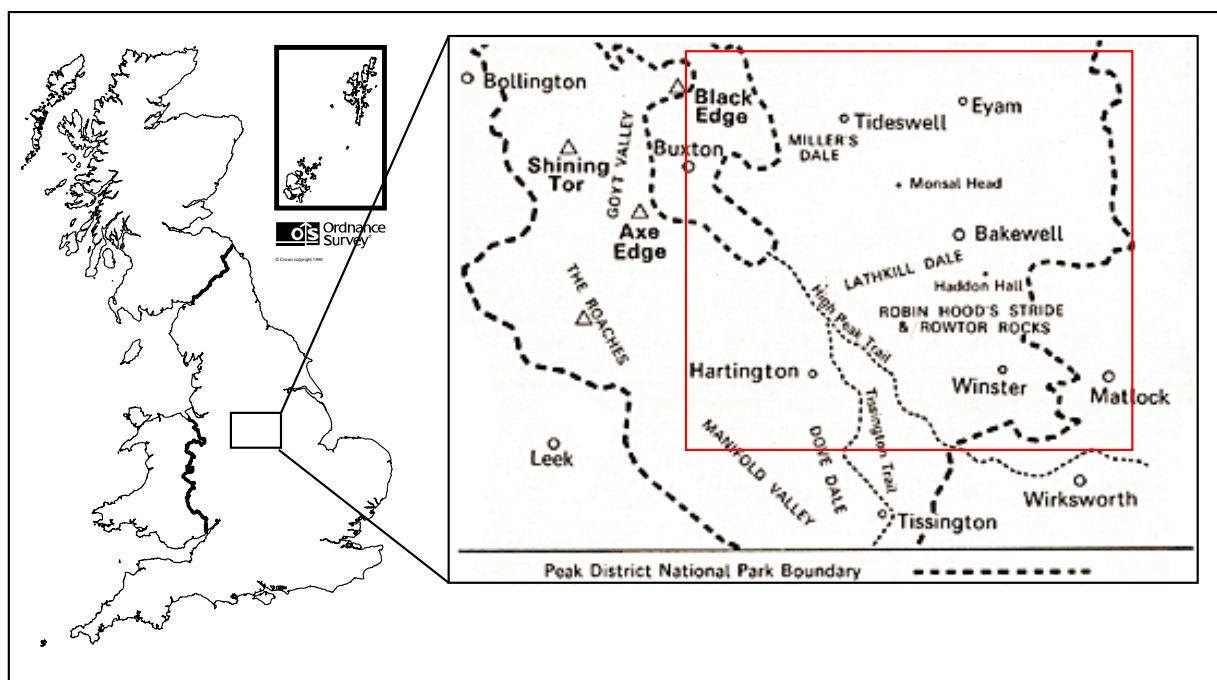 Ordnance
Survey
© Crown copyright 1999
Bollington
Black
Edge
Eyam
Tideswell
MILLER'S
DALE
GOYT VALLEY
Buxton
Shining
Tor
Monsal Head
Axe
Edge
Bakewell
LATHKILL DALE
Haddon Hall
THE ROACHES
High Peak Trail
ROBIN HOOD'S STRIDE
& ROWTOR ROCKS
Hartington
Winster
Matlock
Tissington Trail
MANIFOLD VALLEY
DOVE DALE
Leek
Wirksworth
Tissington
Peak District National Park Boundary